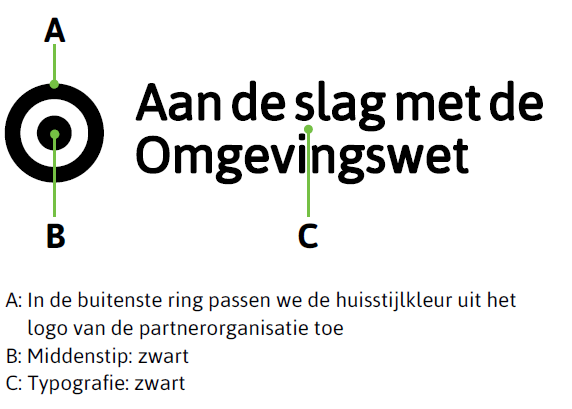 A
Aan de slag met de
Omgevingswet
B
C
A: In de buitenste ring passen we de huisstijlkleur uit het
logo van de partnerorganisatie toe
B: Middenstip: zwart
C: Typografie: zwart